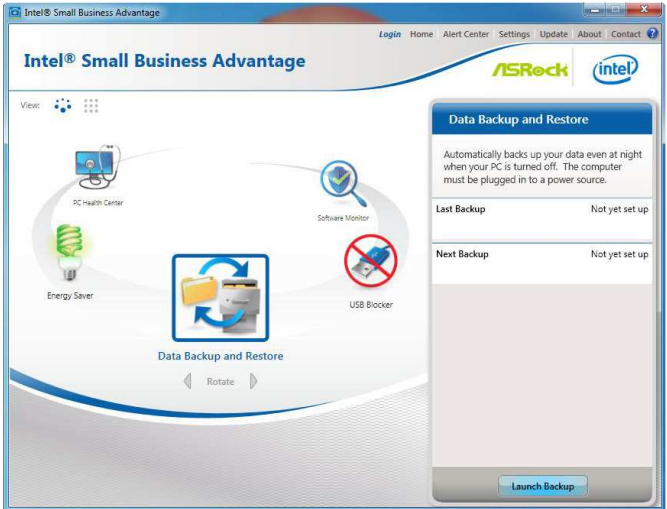 Intel® Small Business Advantage
Login Home Alert Center Settings Update About Contact ?
Intel® Small Business Advantage
ASRock
intel
View:
Data Backup and Restore
Automatically backs up your data even at night
when your PC is turned off. The computer
must be plugged in to a power source.
Last Backup Not yet set up
Next Backup Not yet set up
PC Health Center
Software Monitor
Energy Saver
USB Blocker
Data Backup and Restore
Rotate
Launch Backup